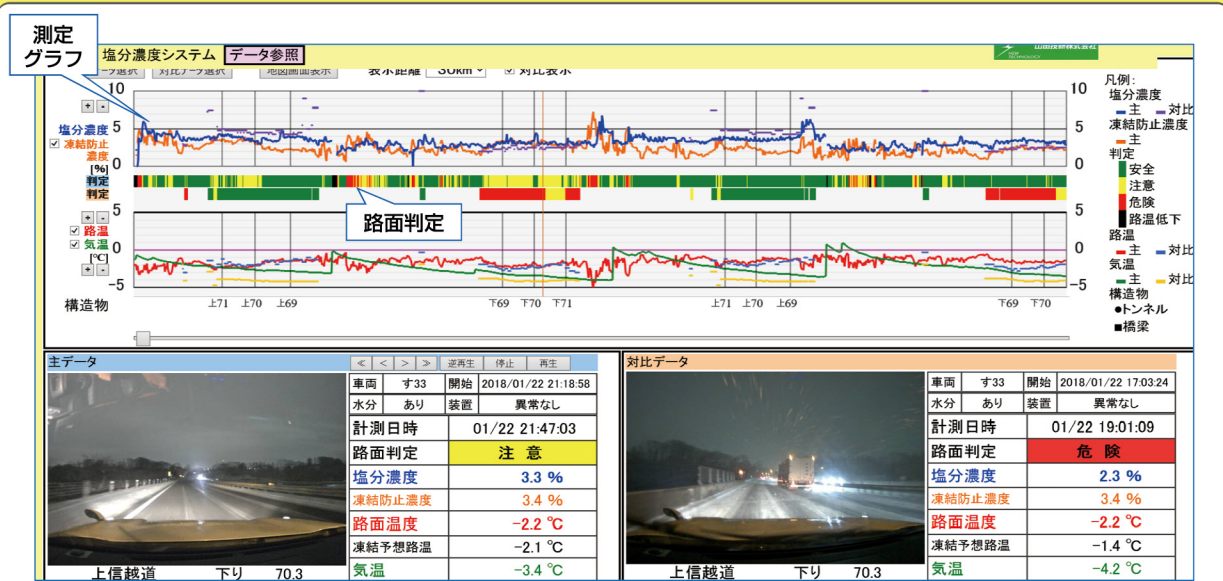 測定
グラフ
塩分濃度システム データ参照
山田技研株式会社
NEW
TECHNOLOGY
データ選択 対比データ選択 地図画面表示 表示距離 30km ☑ 対比表示
10 10
+ -
塩分濃度 5 5
☑ 凍結防止
濃度
[%] 0 0
判定
判定
路面判定
5 5
+ -
☑ 路温
☑ 気温 0 0
[℃]
+ -
-5 -5
構造物 上71 上70 上69 下69 下70 下71 上71 上70 上69 下69 下70
凡例:
塩分濃度
主 対比
凍結防止濃度
主
判定
安全
注意
危険
路温低下
路温
主 対比
気温
主 対比
構造物
●トンネル
■橋梁
主データ ≪ < > ≫ 逆再生 停止 再生
車両 す33 開始 2018/01/22 21:18:58
水分 あり 装置 異常なし
計測日時 01/22 21:47:03
路面判定 注 意
塩分濃度 3.3 %
凍結防止濃度 3.4 %
路面温度 -2.2 ℃
凍結予想路温 -2.1 ℃
気温 -3.4 ℃
上信越道 下り 70.3
対比データ
車両 す33 開始 2018/01/22 17:03:24
水分 あり 装置 異常なし
計測日時 01/22 19:01:09
路面判定 危 険
塩分濃度 2.3 %
凍結防止濃度 3.4 %
路面温度 -2.2 ℃
凍結予想路温 -1.4 ℃
気温 -4.2 ℃
上信越道 下り 70.3